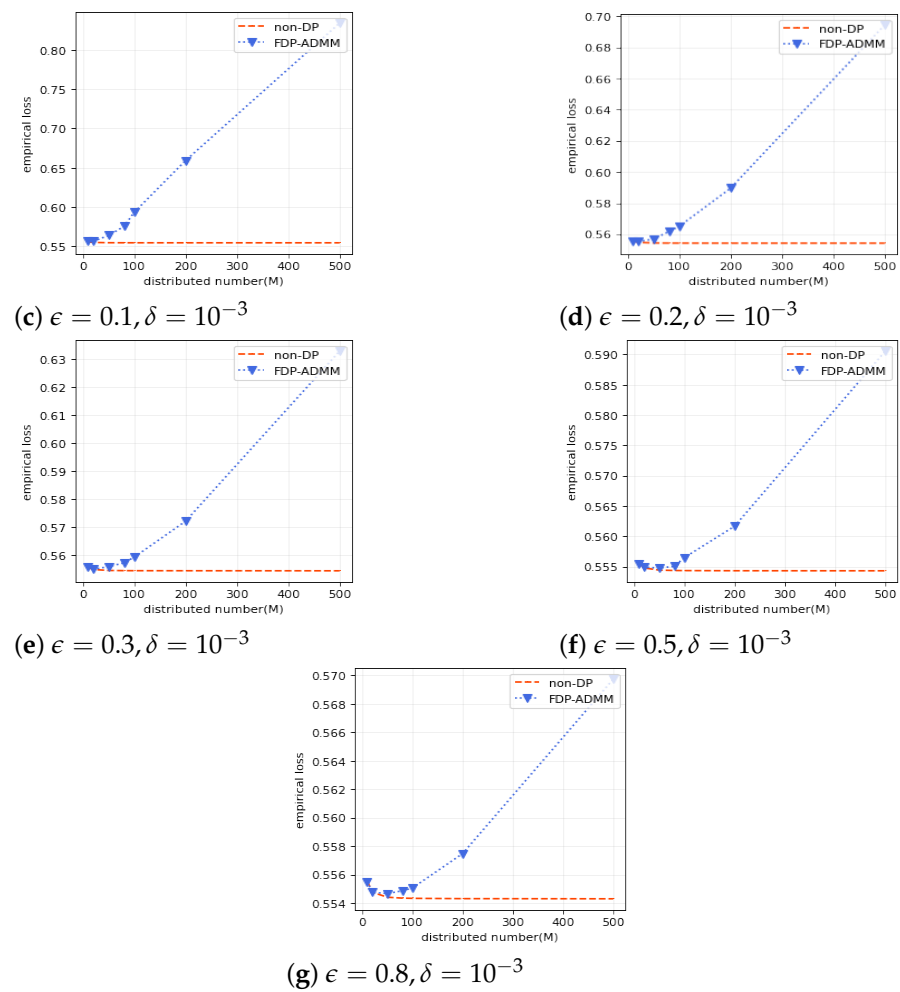 0.80
0.75
0.70
0.65
0.60
0.55
empirical loss
non-DP
FDP-ADMM
0 100 200 300 400 500
distributed number(M)
(c) ϵ = 0.1, δ = 10⁻³
0.70
0.68
0.66
0.64
0.62
0.60
0.58
0.56
empirical loss
non-DP
FDP-ADMM
0 100 200 300 400 500
distributed number(M)
(d) ϵ = 0.2, δ = 10⁻³
0.63
0.62
0.61
0.60
0.59
0.58
0.57
0.56
empirical loss
non-DP
FDP-ADMM
0 100 200 300 400 500
distributed number(M)
(e) ϵ = 0.3, δ = 10⁻³
0.590
0.585
0.580
0.575
0.570
0.565
0.560
0.555
empirical loss
non-DP
FDP-ADMM
0 100 200 300 400 500
distributed number(M)
(f) ϵ = 0.5, δ = 10⁻³
0.570
0.568
0.566
0.564
0.562
0.560
0.558
0.556
0.554
empirical loss
non-DP
FDP-ADMM
0 100 200 300 400 500
distributed number(M)
(g) ϵ = 0.8, δ = 10⁻³